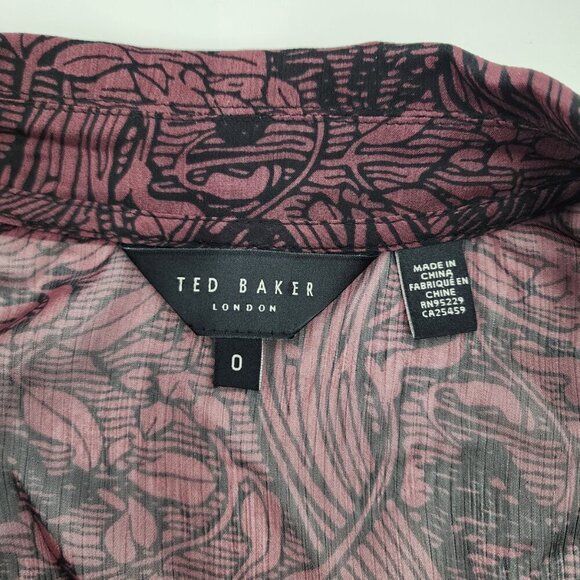 TED BAKER
LONDON
0
MADE IN
CHINA
FABRIQUÉ EN
CHINE
RN95229
CA25459